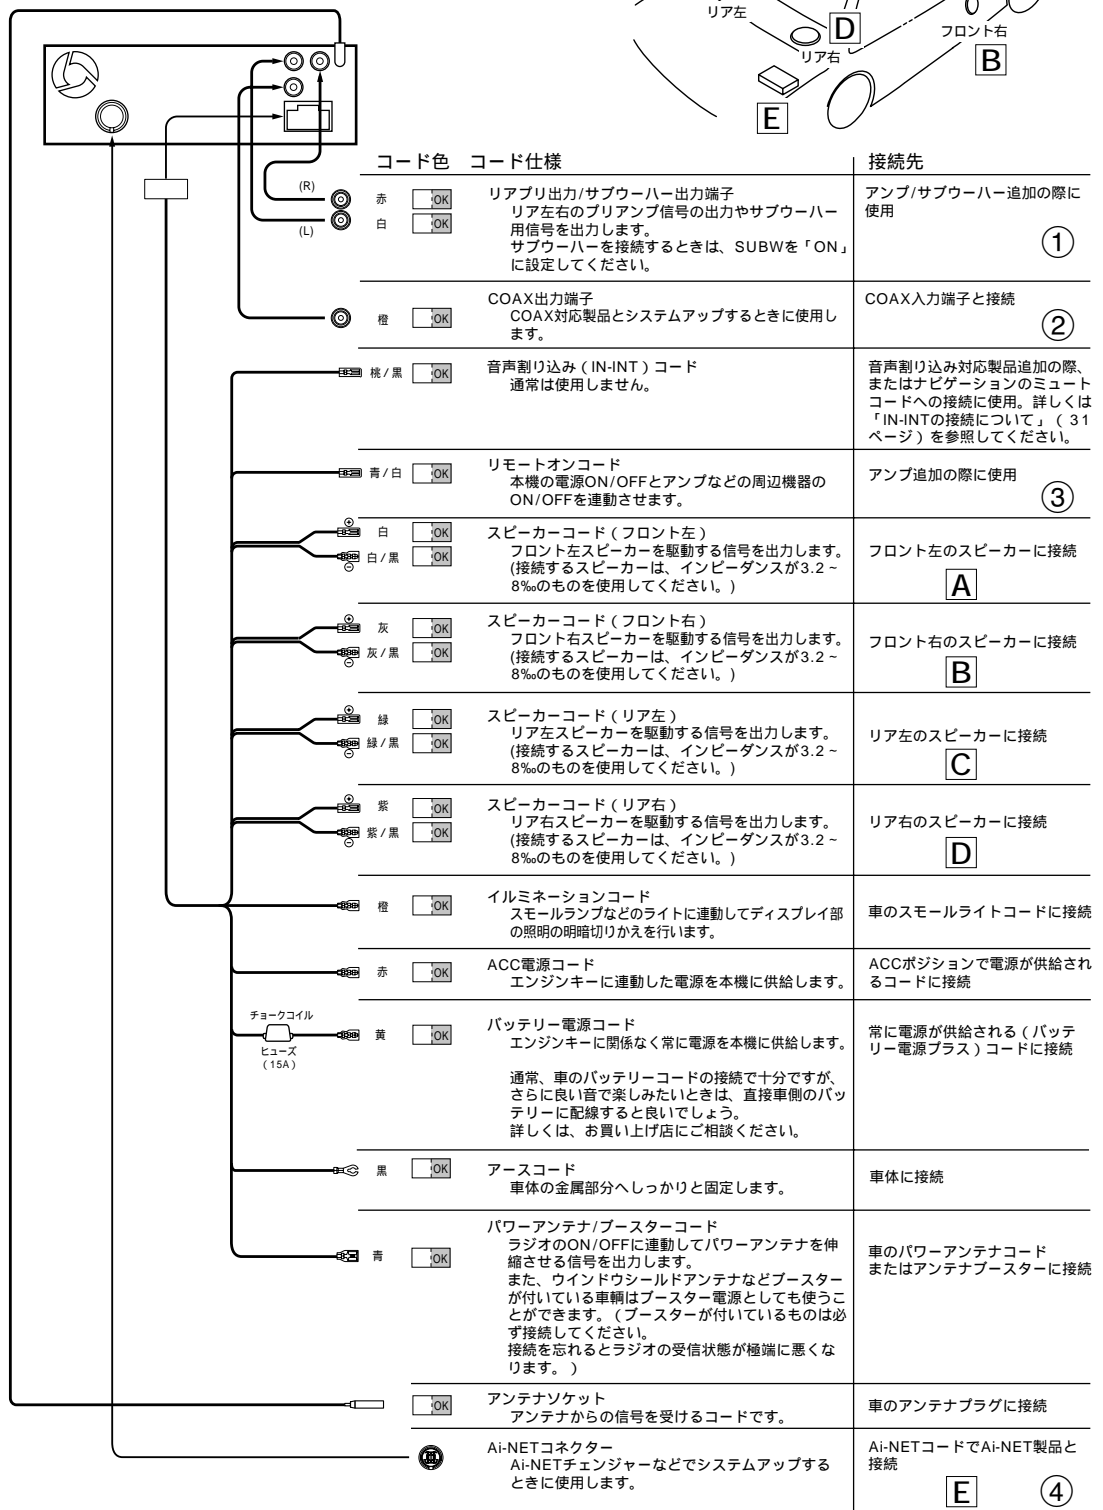 リア左
D
リア右
フロント右
B
E
コード色 コード仕様 接続先
(R)
赤 OK
白 OK
(L)
リアプリ出力/サブウーハー出力端子
リア左右のプリアンプ信号の出力やサブウーハー
用信号を出力します。
サブウーハーを接続するときは、SUBWを「ON」
に設定してください。
アンプ/サブウーハー追加の際に
使用
①
橙 OK
COAX出力端子
COAX対応製品とシステムアップするときに使用し
ます。
COAX入力端子と接続
②
桃/黒 OK
音声割り込み(IN-INT)コード
通常は使用しません。
音声割り込み対応製品追加の際、
またはナビゲーションのミュート
コードへの接続に使用。詳しくは
「IN-INTの接続について」(31
ページ)を参照してください。
青/白 OK
リモートオンコード
本機の電源ON/OFFとアンプなどの周辺機器の
ON/OFFを連動させます。
アンプ追加の際に使用
③
⊕
白 OK
白/黒 OK
⊖
スピーカーコード(フロント左)
フロント左スピーカーを駆動する信号を出力します。
(接続するスピーカーは、インピーダンスが3.2~
8‰のものを使用してください。)
フロント左のスピーカーに接続
A
⊕
灰 OK
灰/黒 OK
⊖
スピーカーコード(フロント右)
フロント右スピーカーを駆動する信号を出力します。
(接続するスピーカーは、インピーダンスが3.2~
8‰のものを使用してください。)
フロント右のスピーカーに接続
B
⊕
緑 OK
緑/黒 OK
⊖
スピーカーコード(リア左)
リア左スピーカーを駆動する信号を出力します。
(接続するスピーカーは、インピーダンスが3.2~
8‰のものを使用してください。)
リア左のスピーカーに接続
C
⊕
紫 OK
紫/黒 OK
⊖
スピーカーコード(リア右)
リア右スピーカーを駆動する信号を出力します。
(接続するスピーカーは、インピーダンスが3.2~
8‰のものを使用してください。)
リア右のスピーカーに接続
D
橙 OK
イルミネーションコード
スモールランプなどのライトに連動してディスプレイ部
の照明の明暗切りかえを行います。
車のスモールライトコードに接続
赤 OK
ACC電源コード
エンジンキーに連動した電源を本機に供給します。
ACCポジションで電源が供給され
るコードに接続
チョークコイル
ヒューズ
(15A)
黄 OK
バッテリー電源コード
エンジンキーに関係なく常に電源を本機に供給します。
通常、車のバッテリーコードの接続で十分ですが、
さらに良い音で楽しみたいときは、直接車側のバッ
テリーに配線すると良いでしょう。
詳しくは、お買い上げ店にご相談ください。
常に電源が供給される(バッテ
リー電源プラス)コードに接続
黒 OK
アースコード
車体の金属部分へしっかりと固定します。
車体に接続
青 OK
パワーアンテナ/ブースターコード
ラジオのON/OFFに連動してパワーアンテナを伸
縮させる信号を出力します。
また、ウインドウシールドアンテナなどブースター
が付いている車輌はブースター電源としても使うこ
とができます。(ブースターが付いているものは必
ず接続してください。
接続を忘れるとラジオの受信状態が極端に悪くな
ります。)
車のパワーアンテナコード
またはアンテナブースターに接続
OK
アンテナソケット
アンテナからの信号を受けるコードです。
車のアンテナプラグに接続
Ai-NETコネクター
Ai-NETチェンジャーなどでシステムアップする
ときに使用します。
Ai-NETコードでAi-NET製品と
接続
E
④